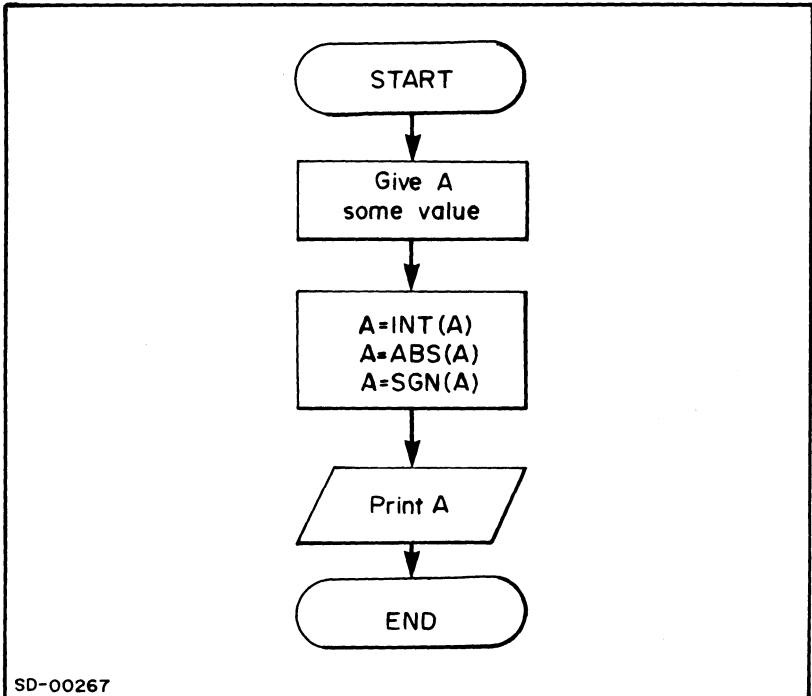 START
Give A
some value
A=INT(A)
A=ABS(A)
A=SGN(A)
Print A
END
SD-00267